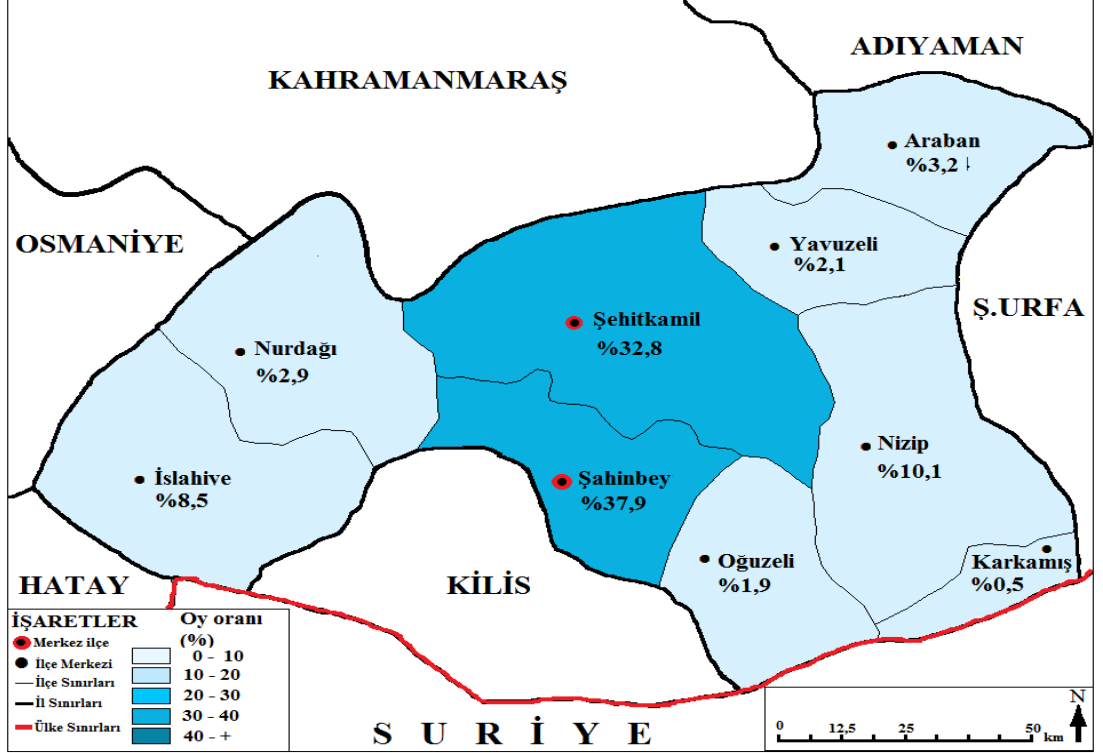 ADIYAMAN
KAHRAMANMARAŞ
Araban
%3,2
OSMANİYE
Yavuzeli
%2,1
Ş.URFA
Şehitkamil
%32,8
Nurdağı
%2,9
Nizip
%10,1
İslahiye
%8,5
Şahinbey
%37,9
Oğuzeli
%1,9
Karkamış
%0,5
HATAY
KİLİS
İŞARETLER
Merkez ilçe
İlçe Merkezi
İlçe Sınırları
İl Sınırları
Ülke Sınırları
Oy oranı
(%)
0 - 10
10 - 20
20 - 30
30 - 40
40 - +
SURİYE
N
0 12,5 25 50 km